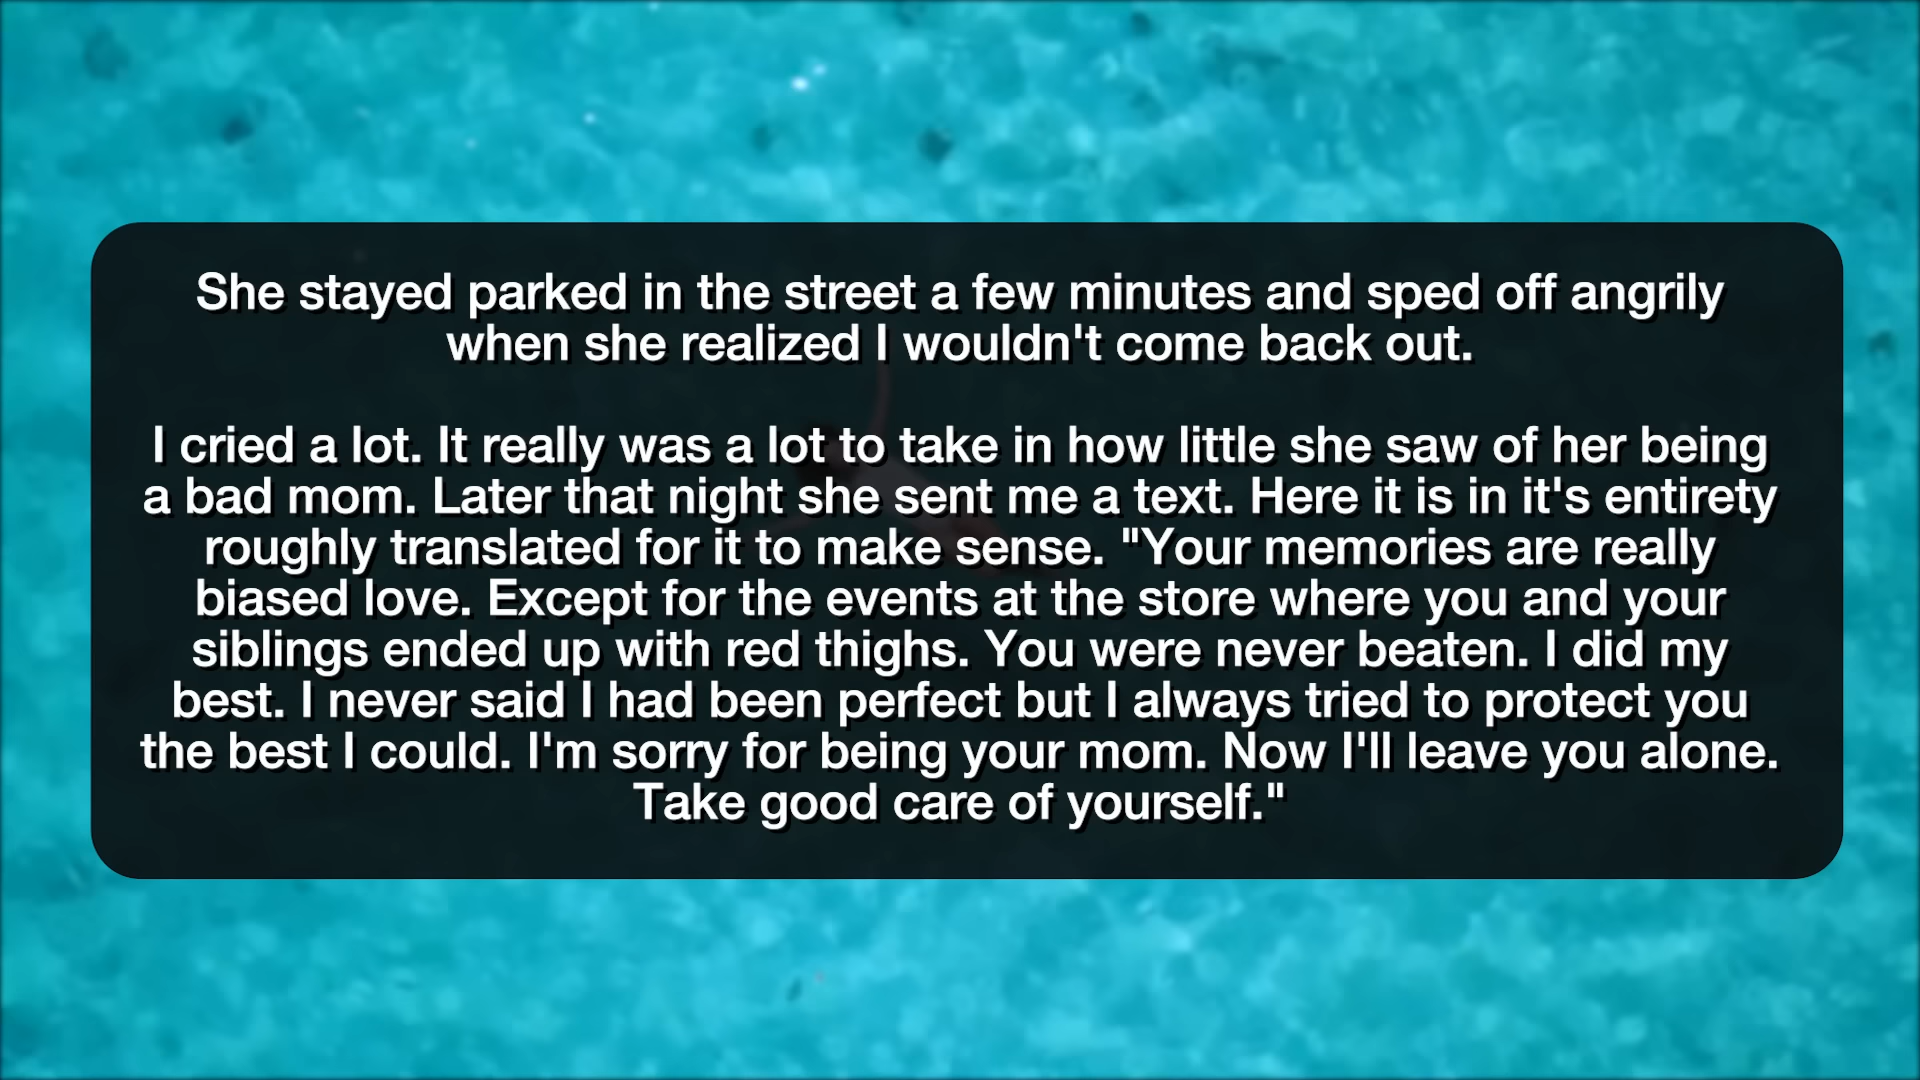 She stayed parked in the street a few minutes and sped off angrily
when she realized I wouldn't come back out.
I cried a lot. It really was a lot to take in how little she saw of her being
a bad mom. Later that night she sent me a text. Here it is in it's entirety
roughly translated for it to make sense. "Your memories are really
biased love. Except for the events at the store where you and your
siblings ended up with red thighs. You were never beaten. I did my
best. I never said I had been perfect but I always tried to protect you
the best I could. I'm sorry for being your mom. Now I'll leave you alone.
Take good care of yourself."